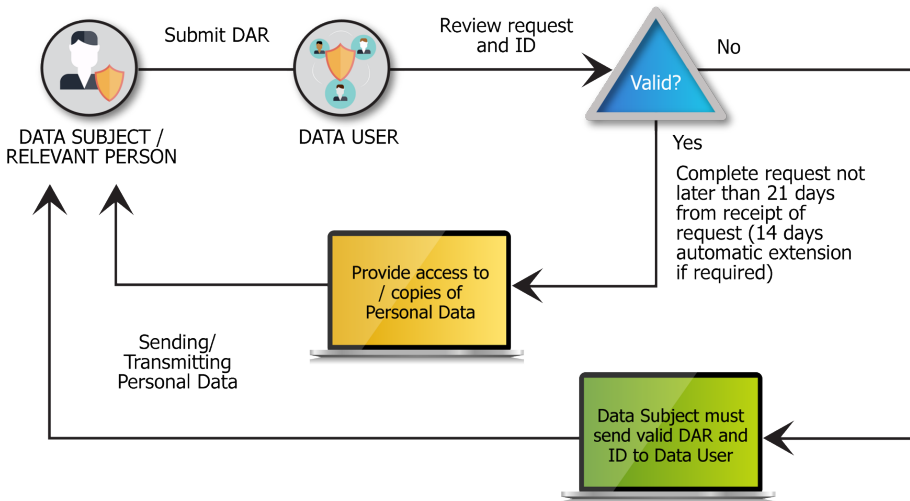 Submit DAR
DATA SUBJECT /
RELEVANT PERSON
DATA USER
Review request
and ID
Valid?
No
Yes
Complete request not
later than 21 days
from receipt of
request (14 days
automatic extension
if required)
Provide access to
/ copies of
Personal Data
Sending/
Transmitting
Personal Data
Data Subject must
send valid DAR and
ID to Data User